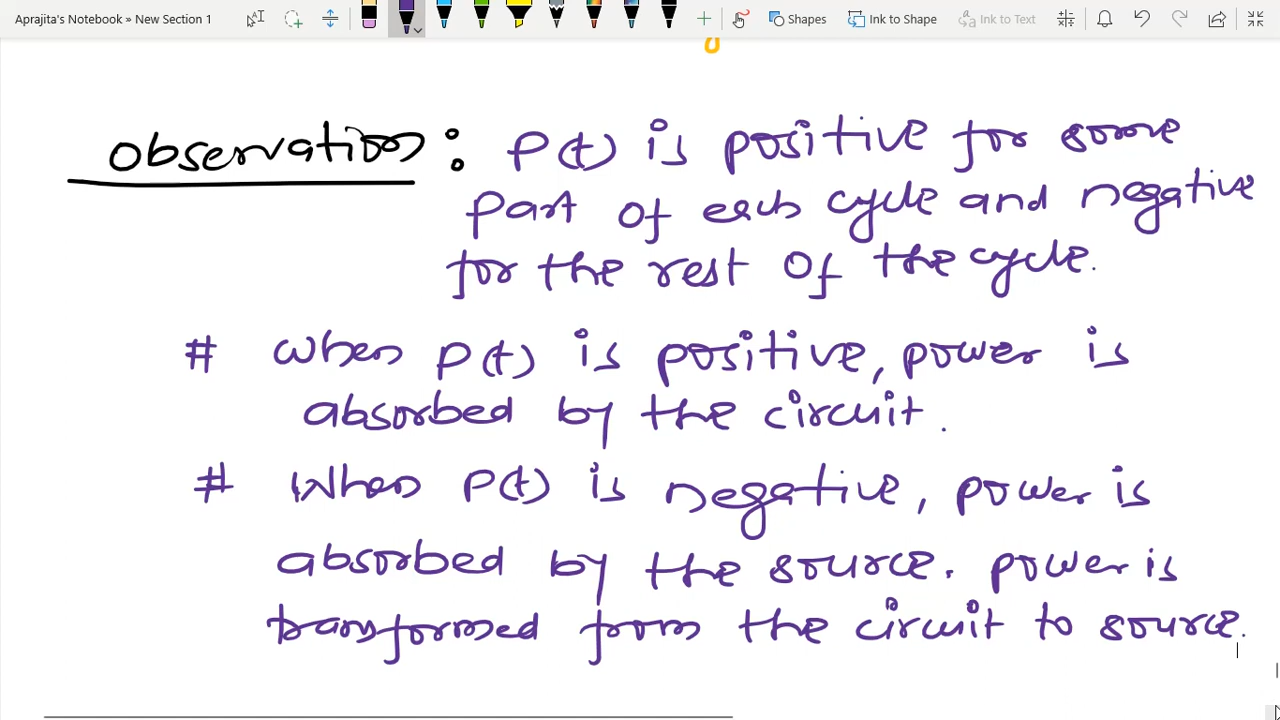 Aprajita's Notebook » New Section 1
Shapes
Ink to Shape
Ink to Text
Observation : P(t) is positive for some
part of each cycle and negative
for the rest of the cycle.
# When P(t) is positive, power is
absorbed by the circuit.
# When P(t) is negative, power is
absorbed by the source. power is
transformed from the circuit to source.